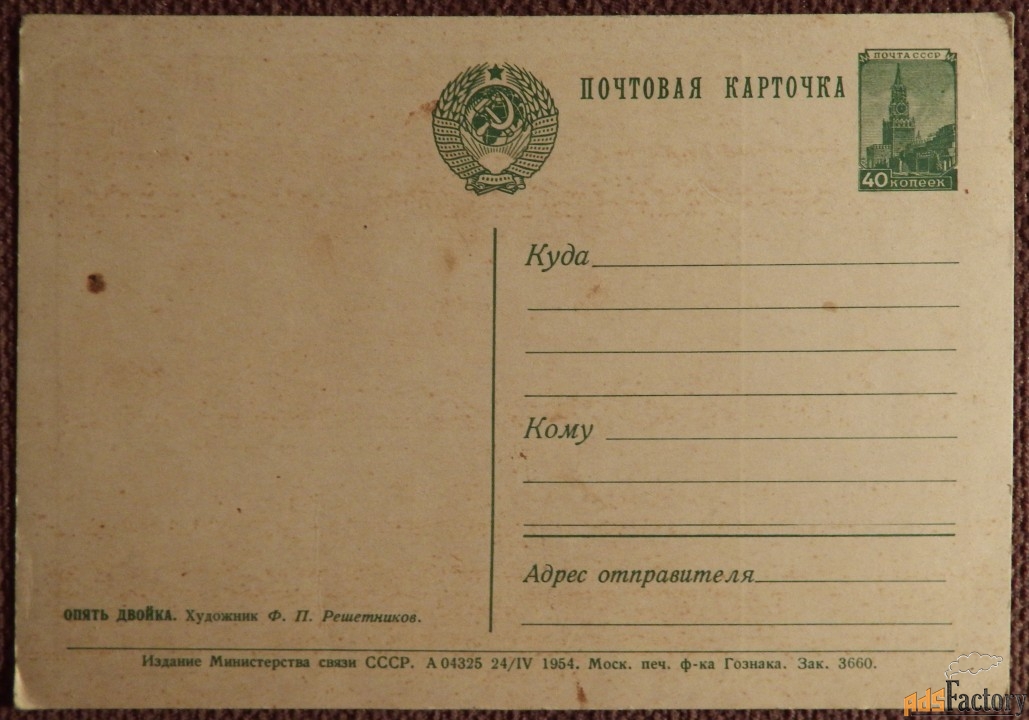 ПОЧТОВАЯ КАРТОЧКА
ПОЧТА СССР
40 КОПЕЕК
Куда
Кому
Адрес отправителя
ОПЯТЬ ДВОЙКА. Художник Ф. П. Решетников.
Издание Министерства связи СССР. А 04325 24/IV 1954. Моск. печ. ф-ка Гознака. Зак. 3660.
AdsFactory